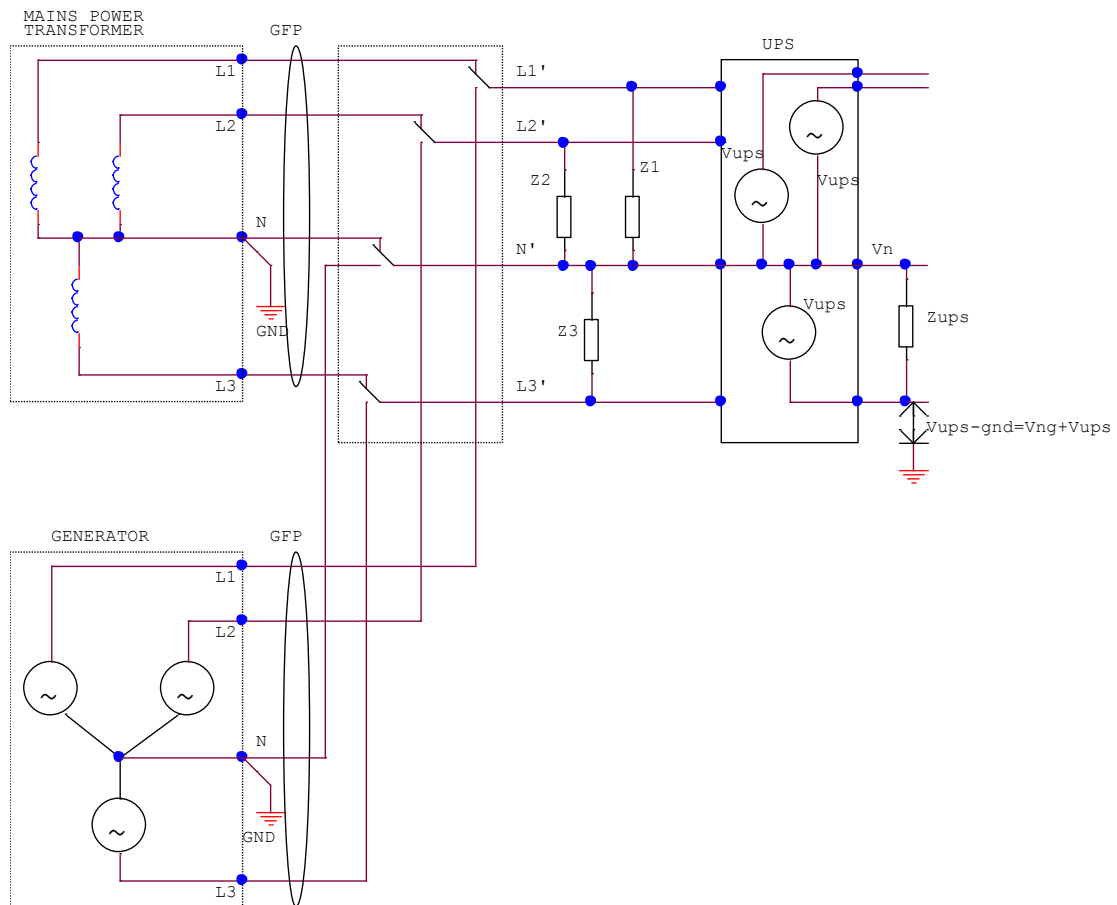 MAINS POWER
TRANSFORMER
GFP
UPS
L1
L1'
L2
L2'
Vups
Z1
Z2
Vups
N
N'
Vn
GND
Vups
Z3
Zups
L3
L3'
Vups-gnd=Vng+Vups
GENERATOR
GFP
L1
L2
N
GND
L3